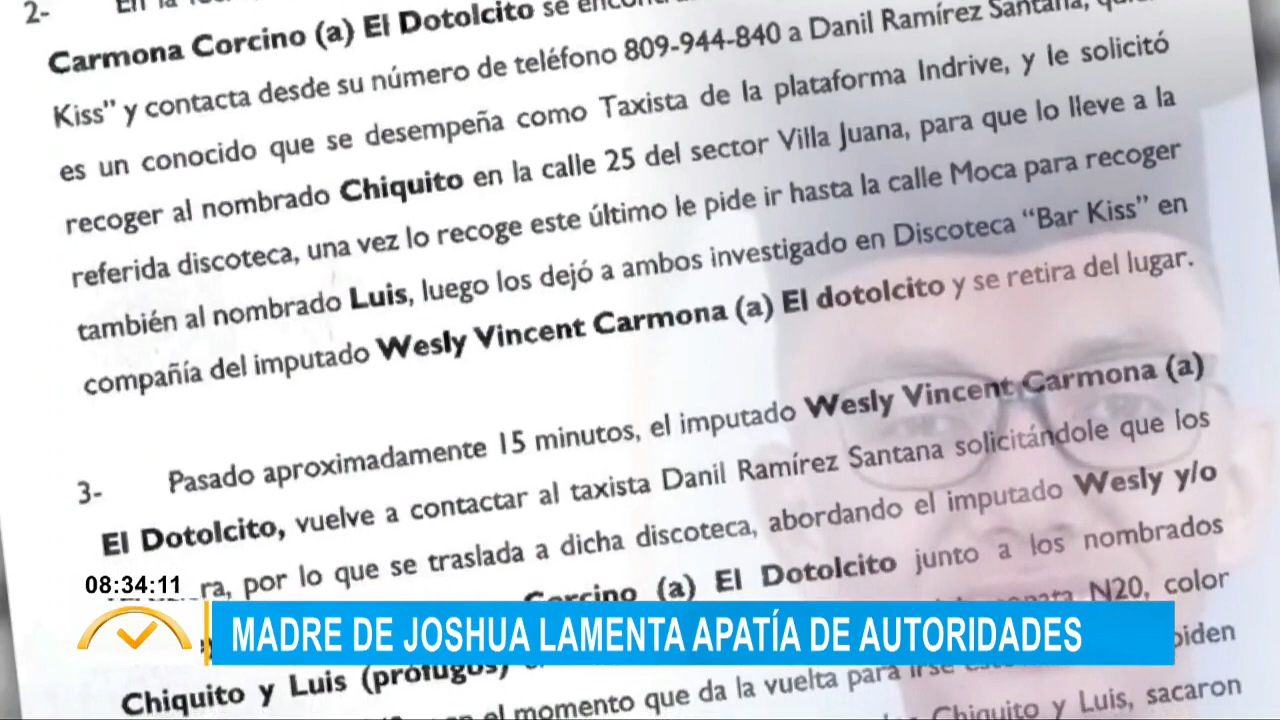 2- En la
Carmona Corcino (a) El Dotolcito se
Kiss” y contacta desde su número de teléfono 809-944-840 a Danil Ramírez Santana,
es un conocido que se desempeña como Taxista de la plataforma Indrive, y le solicitó
recoger al nombrado Chiquito en la calle 25 del sector Villa Juana, para que lo lleve a la
referida discoteca, una vez lo recoge este último le pide ir hasta la calle Moca para recoger
también al nombrado Luis, luego los dejó a ambos investigado en Discoteca “Bar Kiss” en
compañía del imputado Wesly Vincent Carmona (a) El dotolcito y se retira del lugar.
3- Pasado aproximadamente 15 minutos, el imputado Wesly Vincent Carmona (a)
El Dotolcito, vuelve a contactar al taxista Danil Ramírez Santana solicitándole que los
por lo que se traslada a dicha discoteca, abordando el imputado Wesly y/o
Corcino (a) El Dotolcito junto a los nombrados
N20, color
Chiquito y Luis (prófugos)
el momento que da la vuelta para irse
Chiquito y Luis, sacaron
08:34:11
MADRE DE JOSHUA LAMENTA APATÍA DE AUTORIDADES